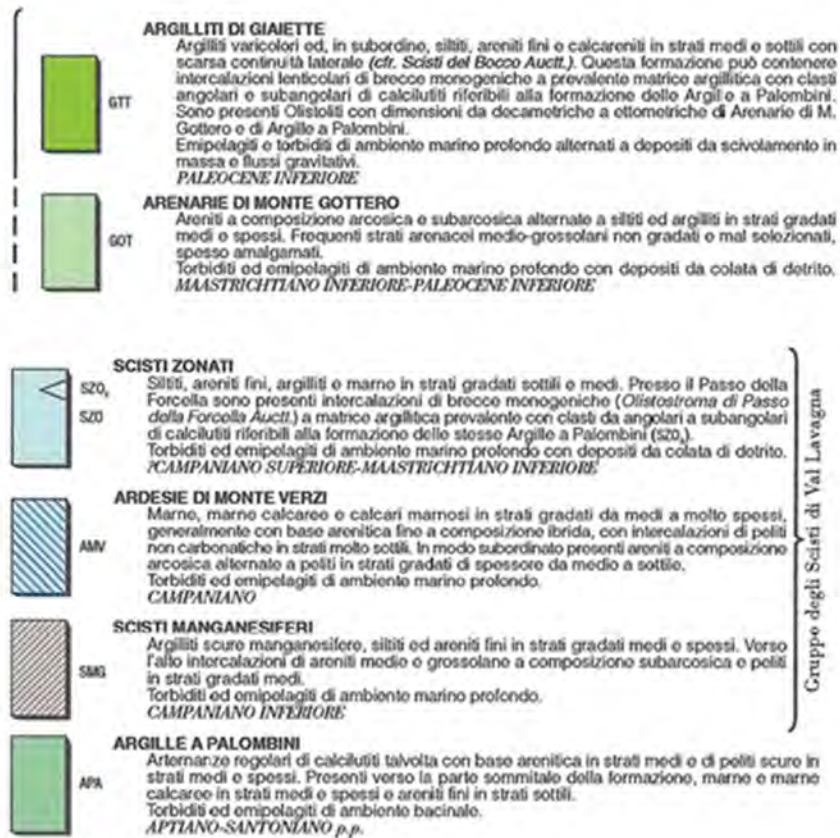 ARGILLITI DI GIAIETTE
Argilliti varicolori ed, in subordine, siltiti, areniti fini e calcareniti in strati medi e sottili con
scarsa continuità laterale (cfr. Scisti del Bocco Auctt.). Questa formazione può contenere
intercalazioni lenticolari di brecce monogeniche a prevalente matrice argillitica con clasti
angolari e subangolari di calcilutiti riferibili alla formazione delle Argille a Palombini.
Sono presenti Olistoliti con dimensioni da decametriche a ettometriche di Arenarie di M.
Gottero e di Argille a Palombini.
Emipelagiti e torbiditi di ambiente marino profondo alternati a depositi da scivolamento in
massa e flussi gravitativi.
PALEOCENE INFERIORE
GTT
ARENARIE DI MONTE GOTTERO
Areniti a composizione arcosica e subarcosica alternate a siltiti ed argilliti in strati gradati
medi e spessi. Frequenti strati arenacei medio-grossolani non gradati e mal selezionati,
spesso amalgamati.
Torbiditi ed emipelagiti di ambiente marino profondo con depositi da colata di detrito.
MAASTRICHTIANO INFERIORE-PALEOCENE INFERIORE
GOT
SCISTI ZONATI
Siltiti, areniti fini, argilliti e marne in strati gradati sottili e medi. Presso il Passo della
Forcella sono presenti intercalazioni di brecce monogeniche (Olistostroma di Passo
della Forcella Auctt.) a matrice argillitica prevalente con clasti da angolari a subangolari
di calcilutiti riferibili alla formazione delle stesse Argille a Palombini (SZOₐ).
Torbiditi ed emipelagiti di ambiente marino profondo con depositi da colata di detrito.
?CAMPANIANO SUPERIORE-MAASTRICHTIANO INFERIORE
SZOₐ
SZO
ARDESIE DI MONTE VERZI
Marne, marne calcaree e calcari marnosi in strati gradati da medi a molto spessi,
generalmente con base arenitica fine a composizione ibrida, con intercalazioni di peliti
non carbonatiche in strati molto sottili. In modo subordinato presenti areniti a composizione
arcosica alternate a peliti in strati gradati di spessore da medio a sottile.
Torbiditi ed emipelagiti di ambiente marino profondo.
CAMPANIANO
AMV
SCISTI MANGANESIFERI
Argilliti scure manganesifere, siltiti ed areniti fini in strati gradati medi e spessi. Verso
l'alto intercalazioni di areniti medie e grossolane a composizione subarcosica e peliti
in strati gradati medi.
Torbiditi ed emipelagiti di ambiente marino profondo.
CAMPANIANO INFERIORE
SMG
Gruppo degli Scisti di Val Lavagna
ARGILLE A PALOMBINI
Arternanze regolari di calcilutiti talvolta con base arenitica in strati medi e di peliti scure in
strati medi e spessi. Presenti verso la parte sommitale della formazione, marne e marne
calcaree in strati medi e spessi e areniti fini in strati sottili.
Torbiditi ed emipelagiti di ambiente bacinale.
APTIANO-SANTONIANO p.p.
APA